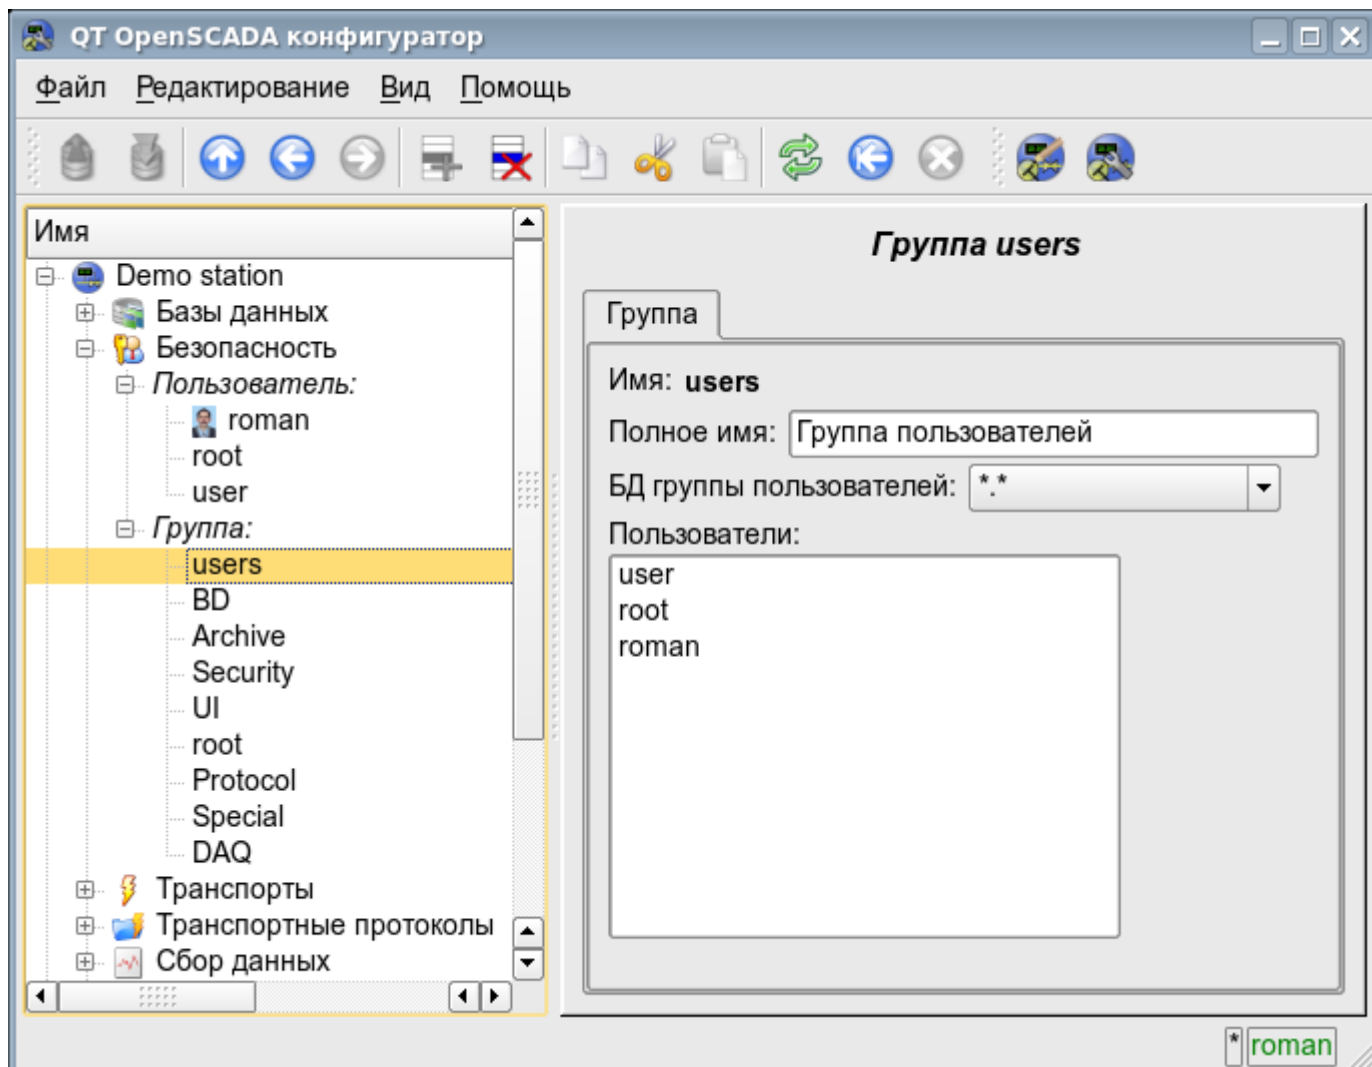 QT OpenSCADA конфигуратор
Файл Редактирование Вид Помощь
Имя
Demo station
Базы данных
Безопасность
Пользователь:
roman
root
user
Группа:
users
BD
Archive
Security
UI
root
Protocol
Special
DAQ
Транспорты
Транспортные протоколы
Сбор данных
Группа users
Группа
Имя: users
Полное имя: Группа пользователей
БД группы пользователей: *.*
Пользователи:
user
root
roman
* roman